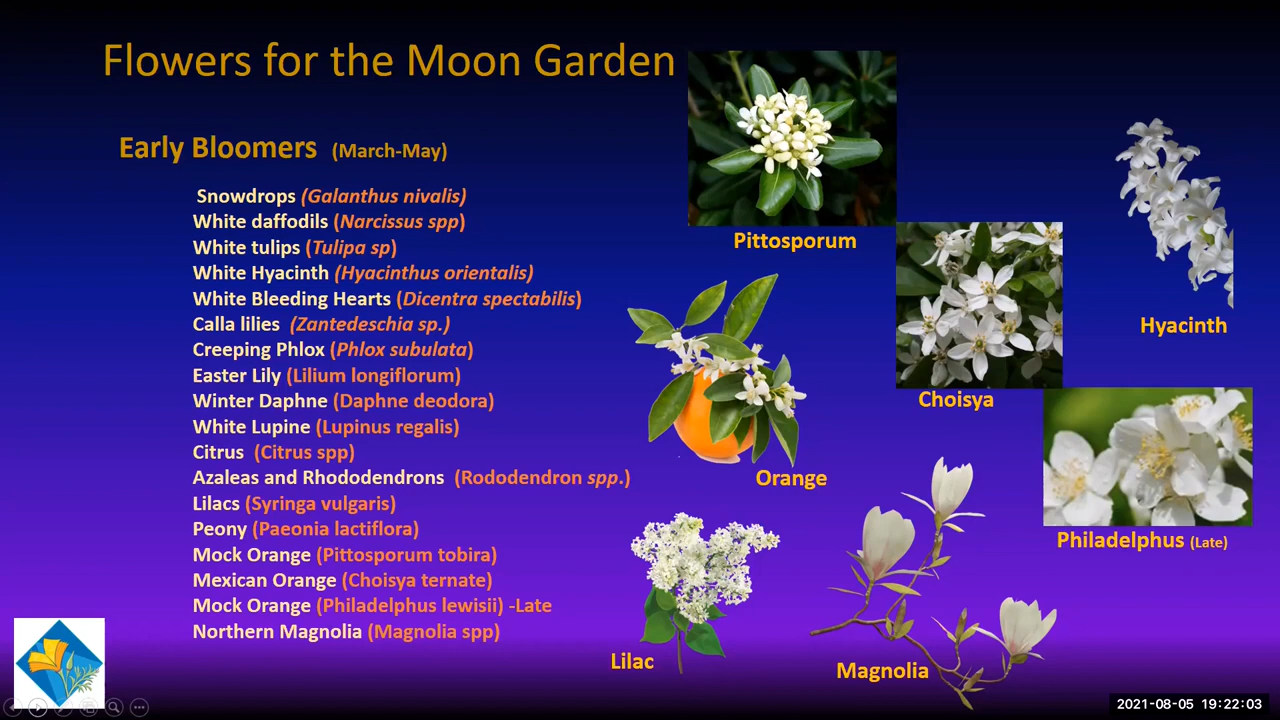 Flowers for the Moon Garden
Early Bloomers (March-May)
Snowdrops (Galanthus nivalis)
White daffodils (Narcissus spp)
White tulips (Tulipa sp)
White Hyacinth (Hyacinthus orientalis)
White Bleeding Hearts (Dicentra spectabilis)
Calla lilies (Zantedeschia sp.)
Creeping Phlox (Phlox subulata)
Easter Lily (Lilium longiflorum)
Winter Daphne (Daphne deodora)
White Lupine (Lupinus regalis)
Citrus (Citrus spp)
Azaleas and Rhododendrons (Rododendron spp.)
Lilacs (Syringa vulgaris)
Peony (Paeonia lactiflora)
Mock Orange (Pittosporum tobira)
Mexican Orange (Choisya ternate)
Mock Orange (Philadelphus lewisii) -Late
Northern Magnolia (Magnolia spp)
Pittosporum
Hyacinth
Choisya
Orange
Philadelphus (Late)
Lilac
Magnolia
2021-08-05 19:22:03